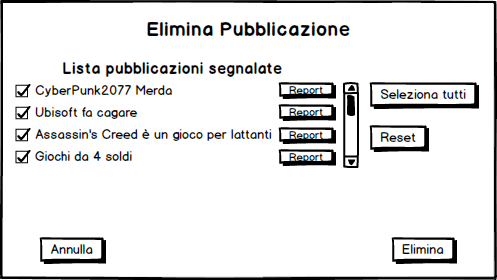 Elimina Pubblicazione
Lista pubblicazioni segnalate
CyberPunk2077 Merda Report
Seleziona tutti
Ubisoft fa cagare Report
Assassin's Creed è un gioco per lattanti Report
Reset
Giochi da 4 soldi Report
Annulla Elimina